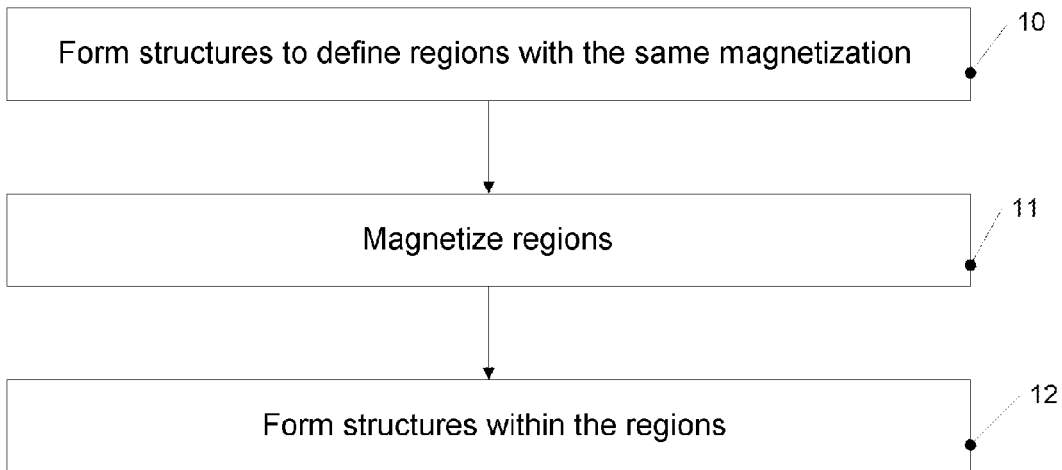 Form structures to define regions with the same magnetization
10
Magnetize regions
11
Form structures within the regions
12